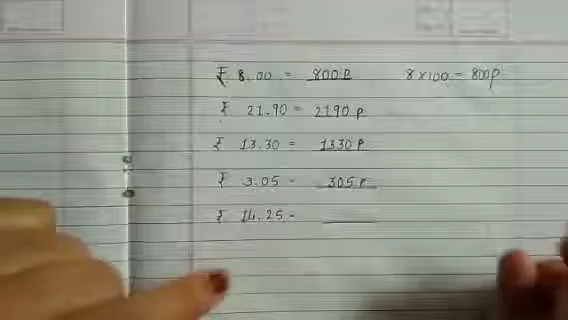 ₹ 8.00 = 800 P 8 × 100 = 800 p
₹ 21.90 = 2190 p
₹ 13.30 = 1330 P
₹ 3.05 - 305 P
₹ 14.25 -